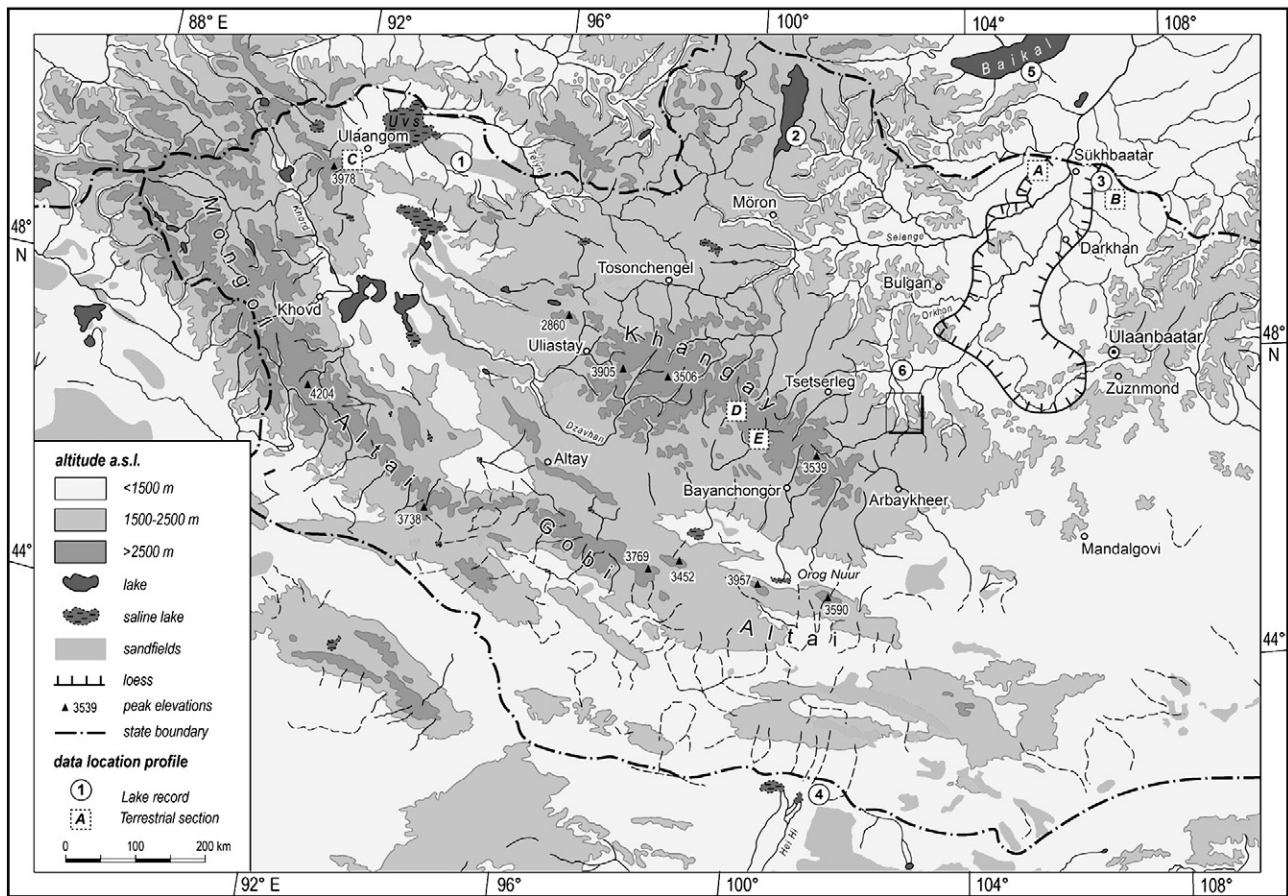 88° E
92°
96°
100°
104°
108°
Baikal
5
Uvs
Ulaangom
2
C
1
Tesyn
3978
A
Sükhbaatar
3
B
Khovd
Möron
48°
N
Selenge
Darkhan
Tosonchengel
Bulgan
Orkhon
Mongol
Khovd
2860
Uliastay
Khangay
48°
N
Ulaanbaatar
3905
3506
Tsetserleg
6
Zuznmond
4204
D
E
Dzavhan
Altai
Altay
3539
Bayanchongor
Arbaykheer
3738
Gobi
Mandalgovi
44°
3769
3452
3957
Orog Nuur
3590
Altai
44°
4
Hei Hi
altitude a.s.l.
<1500 m
1500-2500 m
>2500 m
lake
saline lake
sandfields
loess
3539 peak elevations
state boundary
data location profile
1 Lake record
A Terrestrial section
0 100 200 km
92° E
96°
100°
104°
108°